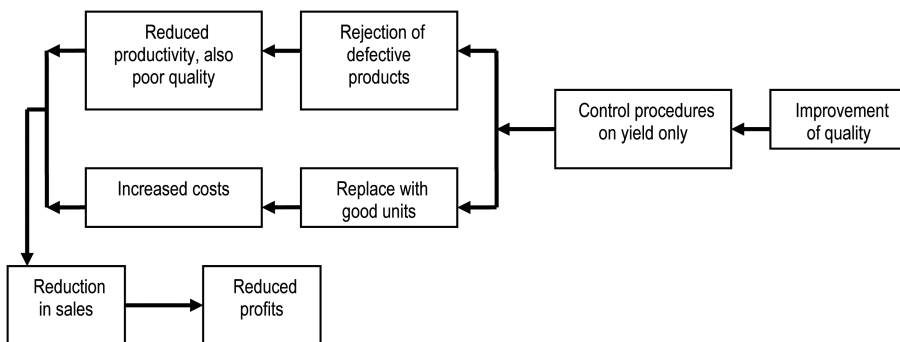 Reduced
productivity, also
poor quality
Rejection of
defective
products
Control procedures
on yield only
Improvement
of quality
Increased costs
Replace with
good units
Reduction
in sales
Reduced
profits